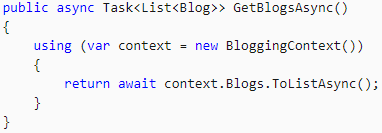 public async Task<List<Blog>> GetBlogsAsync()
{
    using (var context = new BloggingContext())
    {
        return await context.Blogs.ToListAsync();
    }
}